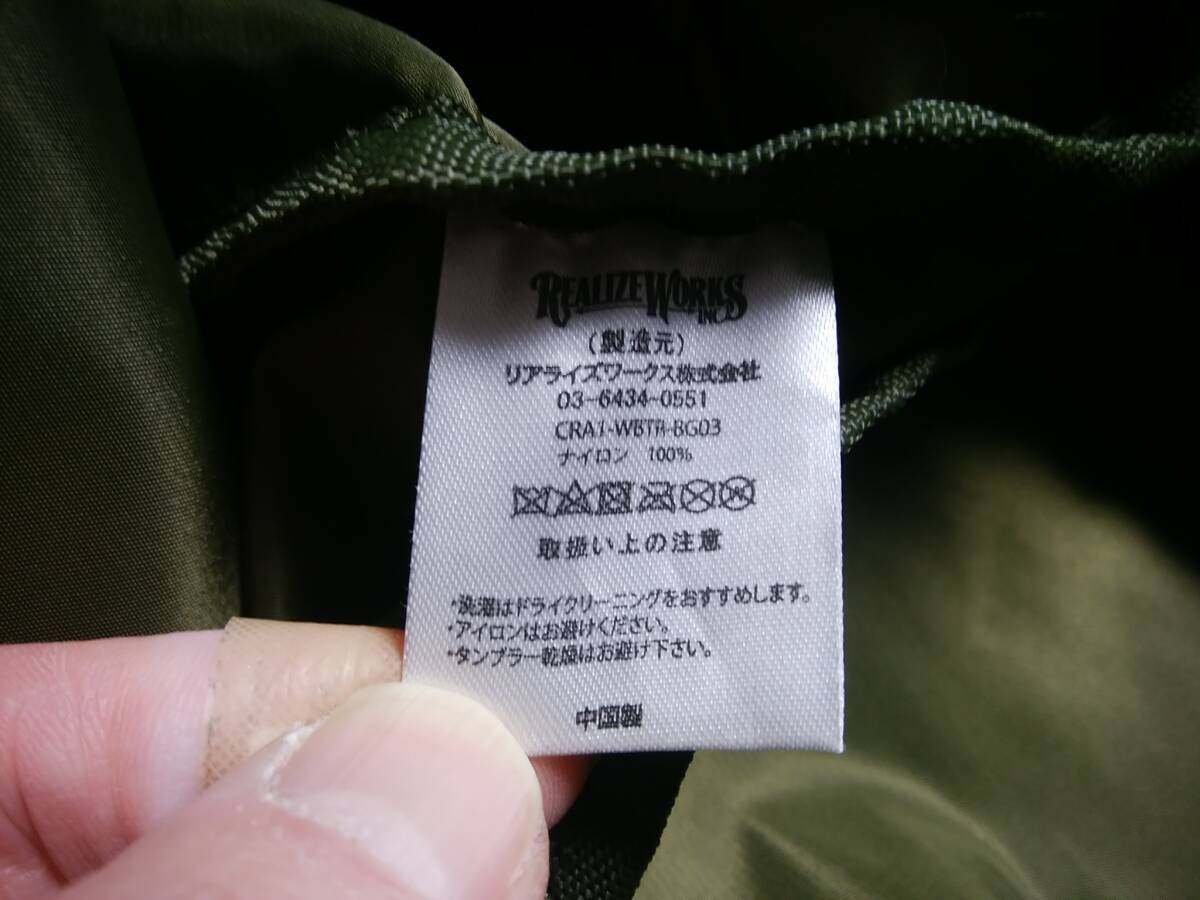 REALIZEWORKS
INC
(製造元)
リアライズワークス株式会社
03-6434-0551
CRA1-WBTR-BG03
ナイロン 100%
取扱い上の注意
・洗濯はドライクリーニングをおすすめします。
・アイロンはお避けください。
・タンブラー乾燥はお避け下さい。
中国製